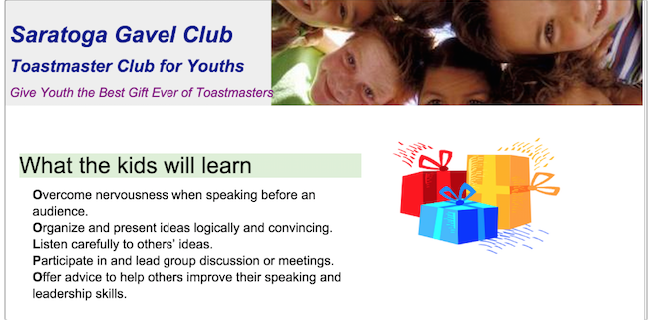 Saratoga Gavel Club
Toastmaster Club for Youths
Give Youth the Best Gift Ever of Toastmasters
What the kids will learn
Overcome nervousness when speaking before an
audience.
Organize and present ideas logically and convincing.
Listen carefully to others’ ideas.
Participate in and lead group discussion or meetings.
Offer advice to help others improve their speaking and
leadership skills.